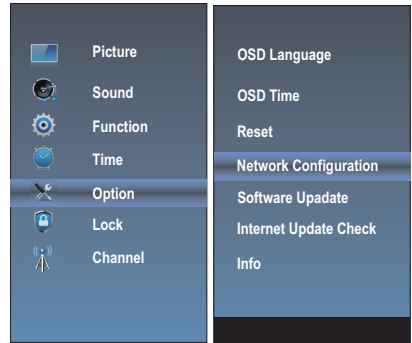 Picture
Sound
Function
Time
Option
Lock
Channel
OSD Language
OSD Time
Reset
Network Configuration
Software Upadate
Internet Update Check
Info